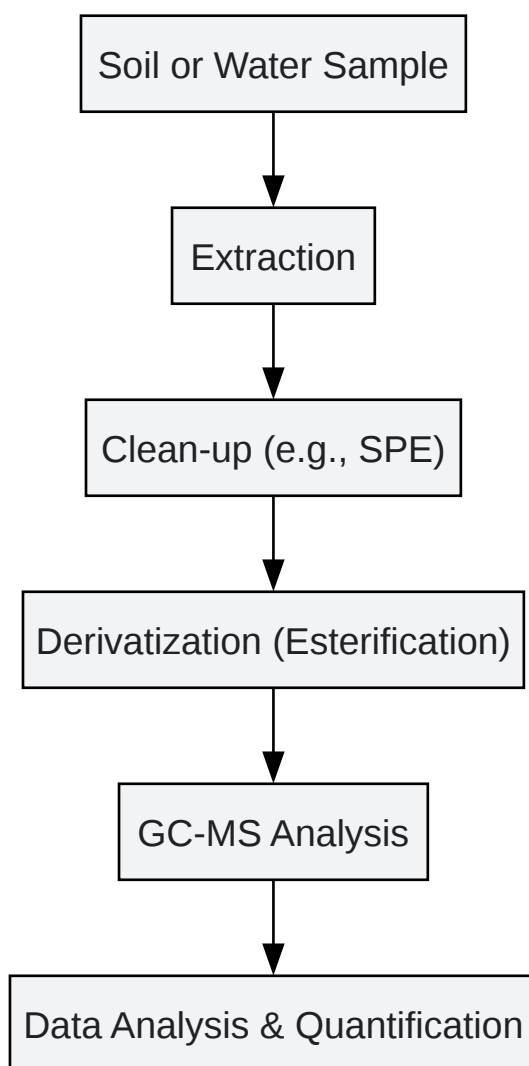 Soil or Water Sample
Extraction
Clean-up (e.g., SPE)
Derivatization (Esterification)
GC-MS Analysis
Data Analysis & Quantification